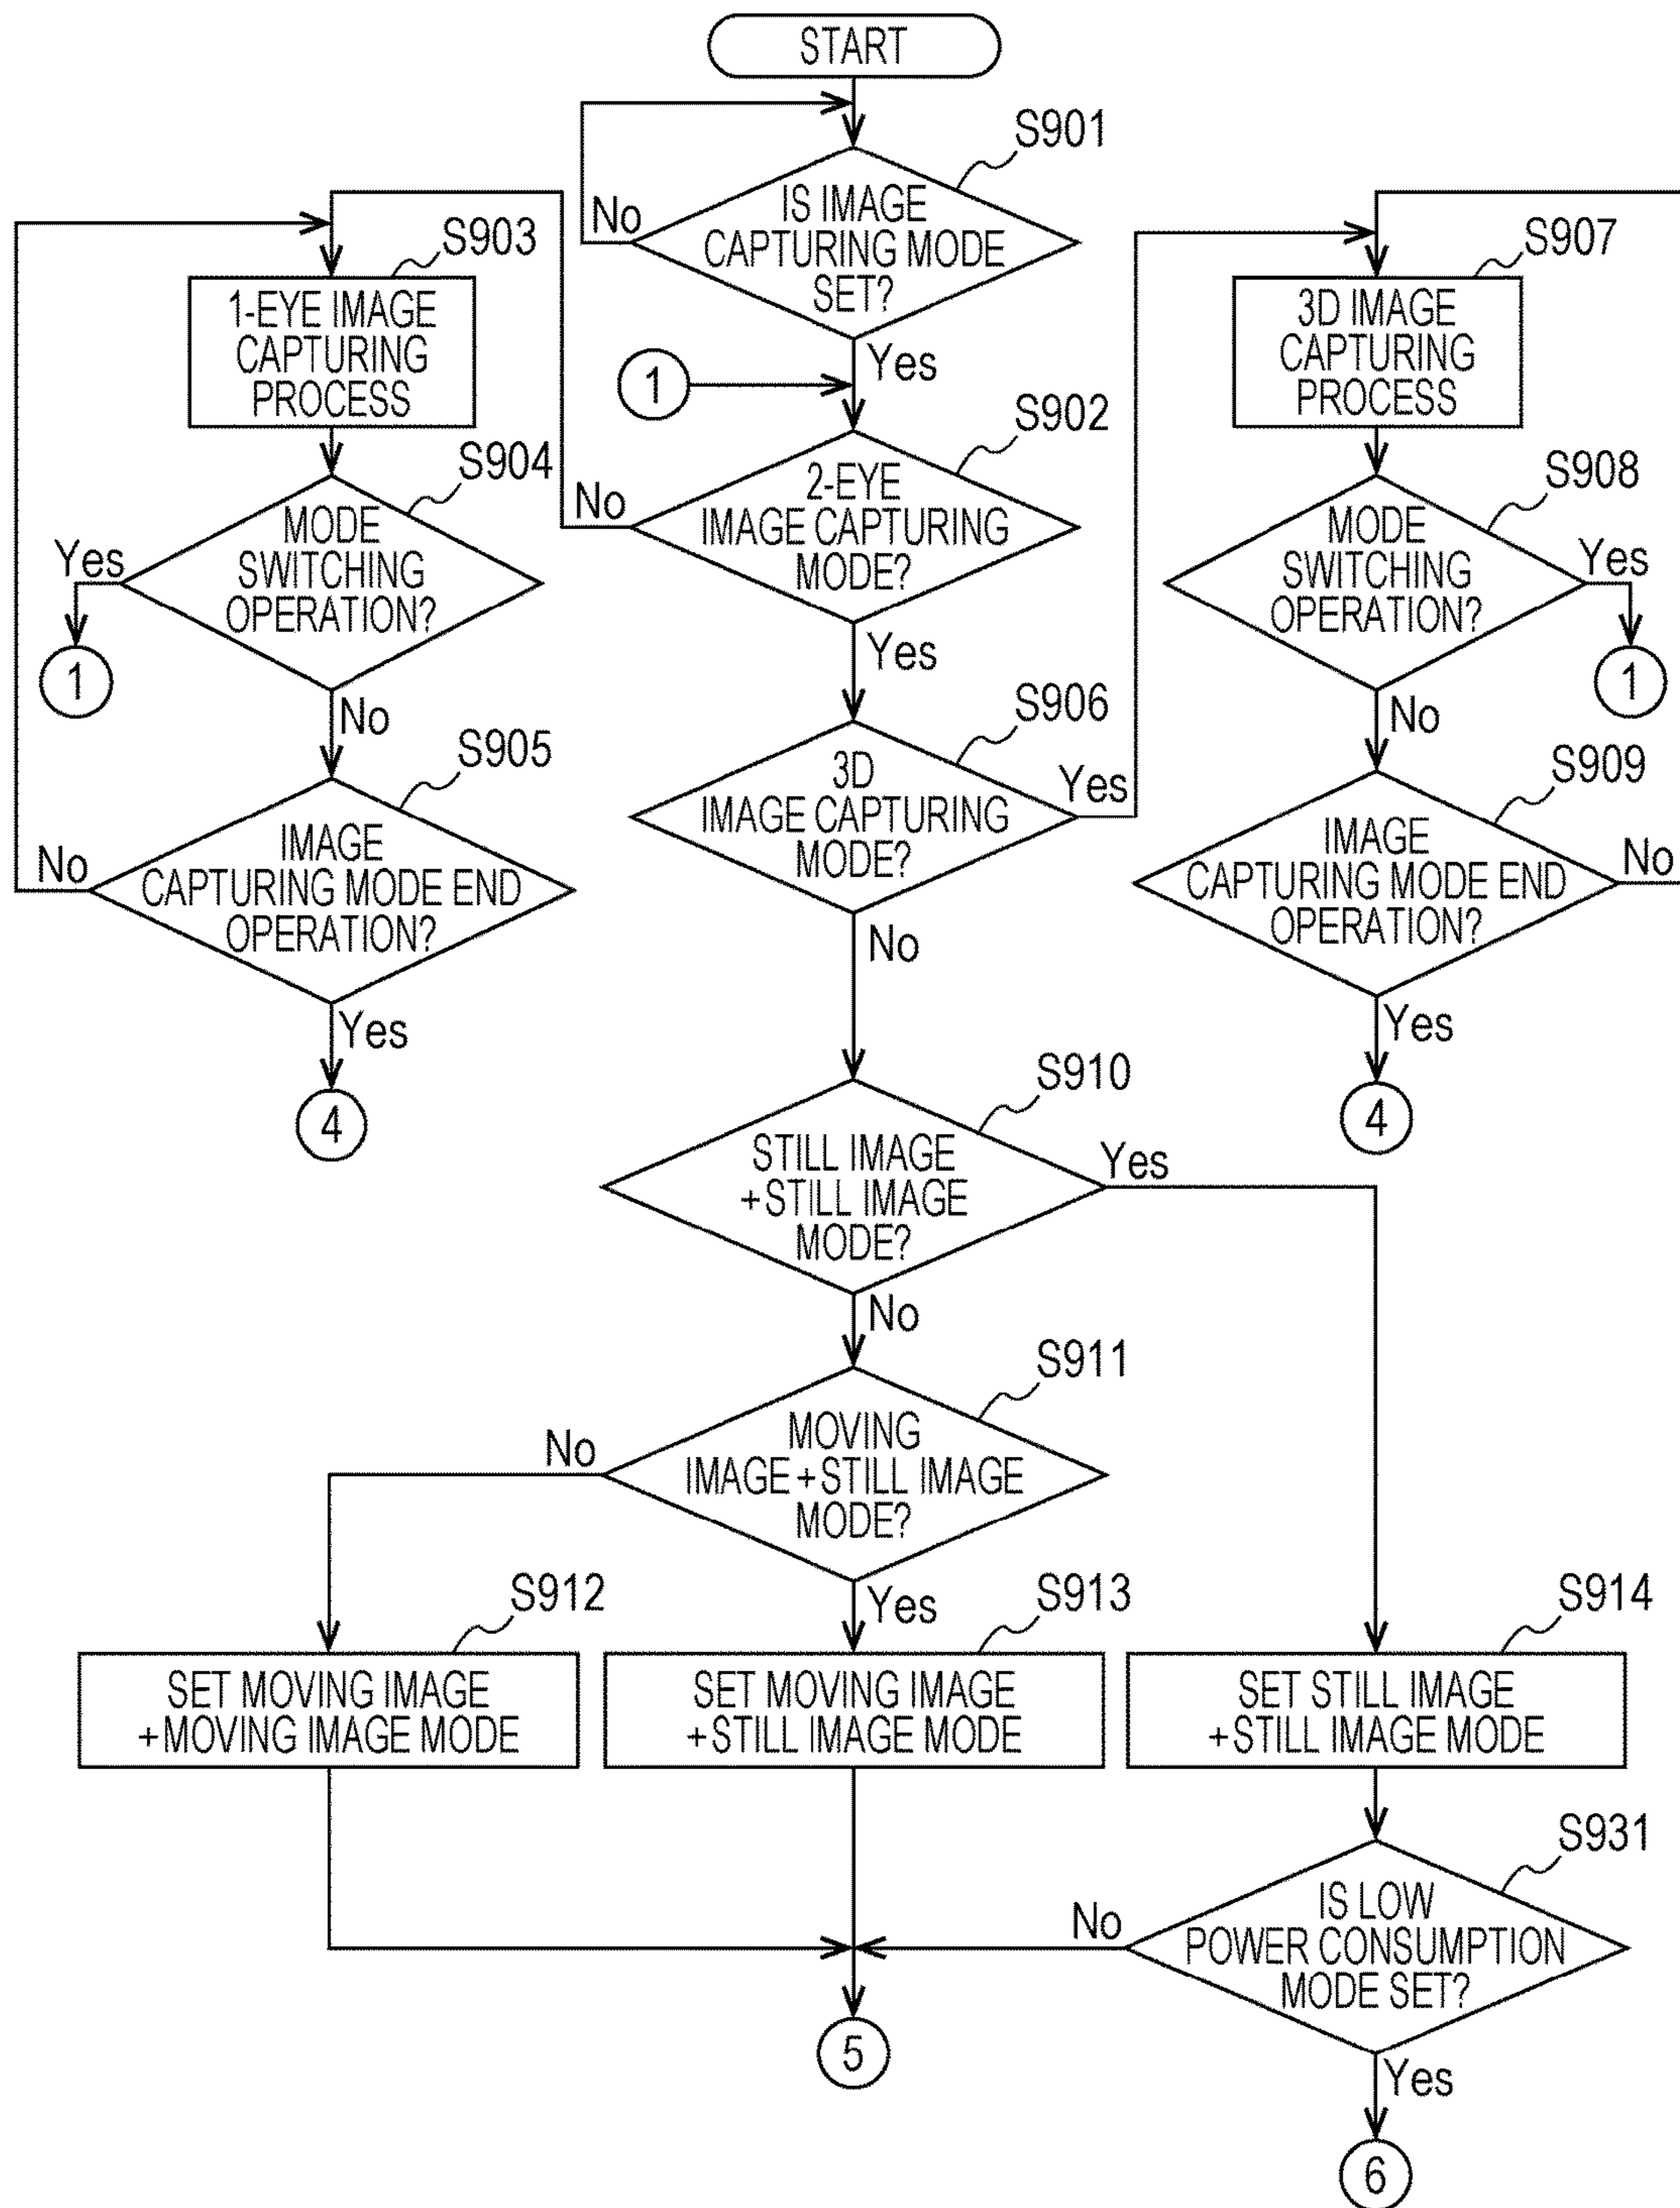 START
S901
IS IMAGE
CAPTURING MODE
SET?
No
Yes
1
S902
2-EYE
IMAGE CAPTURING
MODE?
No
Yes
S903
1-EYE IMAGE
CAPTURING
PROCESS
S904
MODE
SWITCHING
OPERATION?
Yes
1
No
S905
IMAGE
CAPTURING MODE END
OPERATION?
No
Yes
4
S906
3D
IMAGE CAPTURING
MODE?
Yes
No
S907
3D IMAGE
CAPTURING
PROCESS
S908
MODE
SWITCHING
OPERATION?
Yes
1
No
S909
IMAGE
CAPTURING MODE END
OPERATION?
No
Yes
4
S910
STILL IMAGE
+STILL IMAGE
MODE?
Yes
No
S911
MOVING
IMAGE+STILL IMAGE
MODE?
No
Yes
S912
SET MOVING IMAGE
+MOVING IMAGE MODE
S913
SET MOVING IMAGE
+STILL IMAGE MODE
S914
SET STILL IMAGE
+STILL IMAGE MODE
S931
IS LOW
POWER CONSUMPTION
MODE SET?
No
Yes
5
6